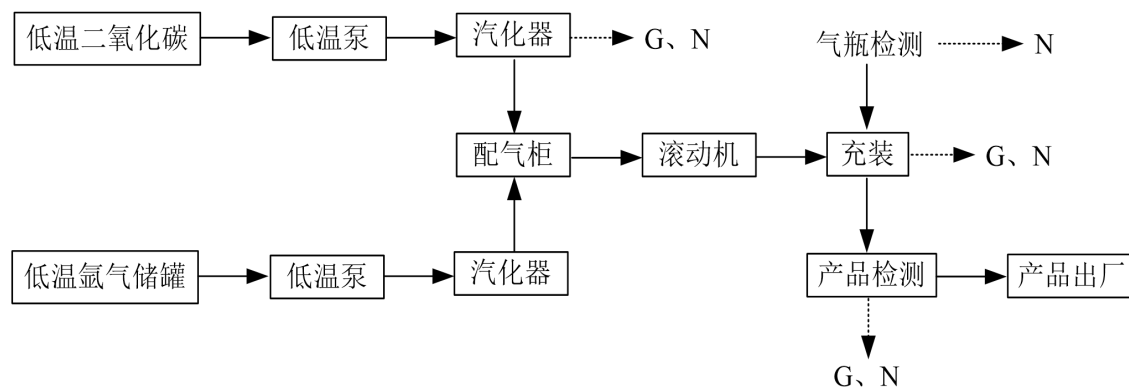 低温二氧化碳
低温泵
汽化器
G、N
气瓶检测
N
配气柜
滚动机
充装
G、N
低温氩气储罐
低温泵
汽化器
产品检测
产品出厂
G、N